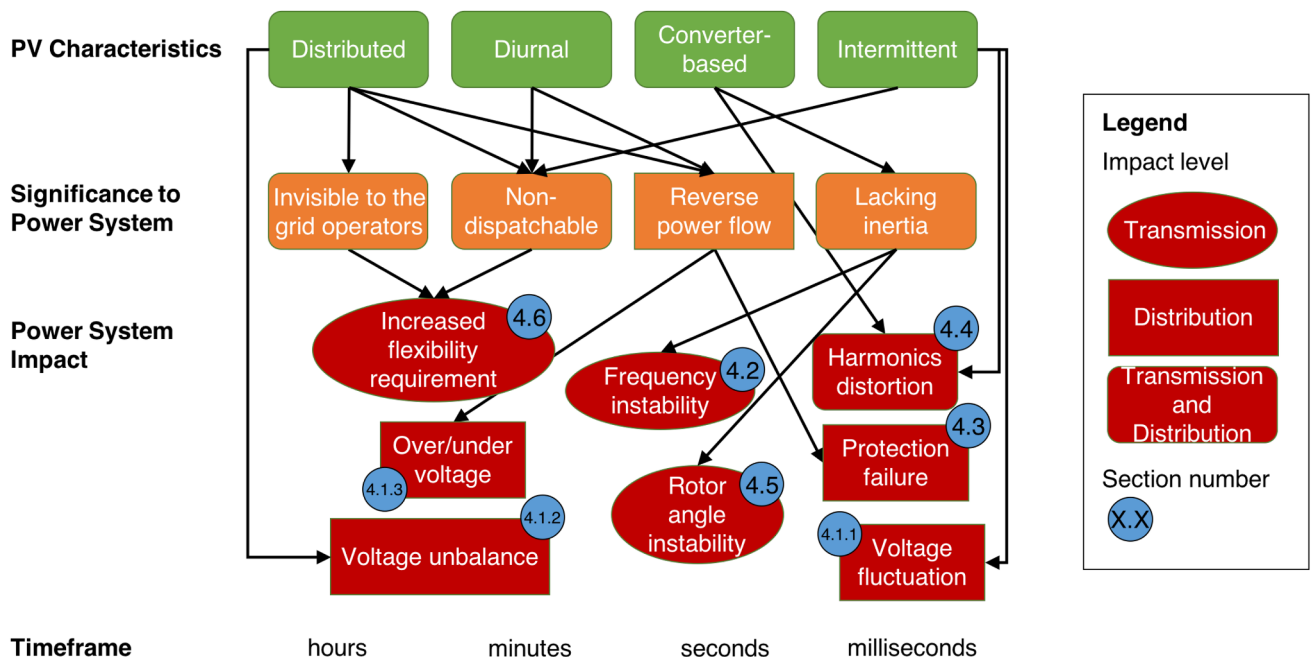 PV Characteristics
Distributed
Diurnal
Converter-
based
Intermittent
Significance to
Power System
Invisible to the
grid operators
Non-
dispatchable
Reverse
power flow
Lacking
inertia
Power System
Impact
Increased
flexibility
requirement
4.6
Frequency
instability
4.2
Harmonics
distortion
4.4
Over/under
voltage
4.1.3
Protection
failure
4.3
Rotor
angle
instability
4.5
Voltage unbalance
4.1.2
Voltage
fluctuation
4.1.1
Timeframe
hours
minutes
seconds
milliseconds
Legend
Impact level
Transmission
Distribution
Transmission
and
Distribution
Section number
X.X